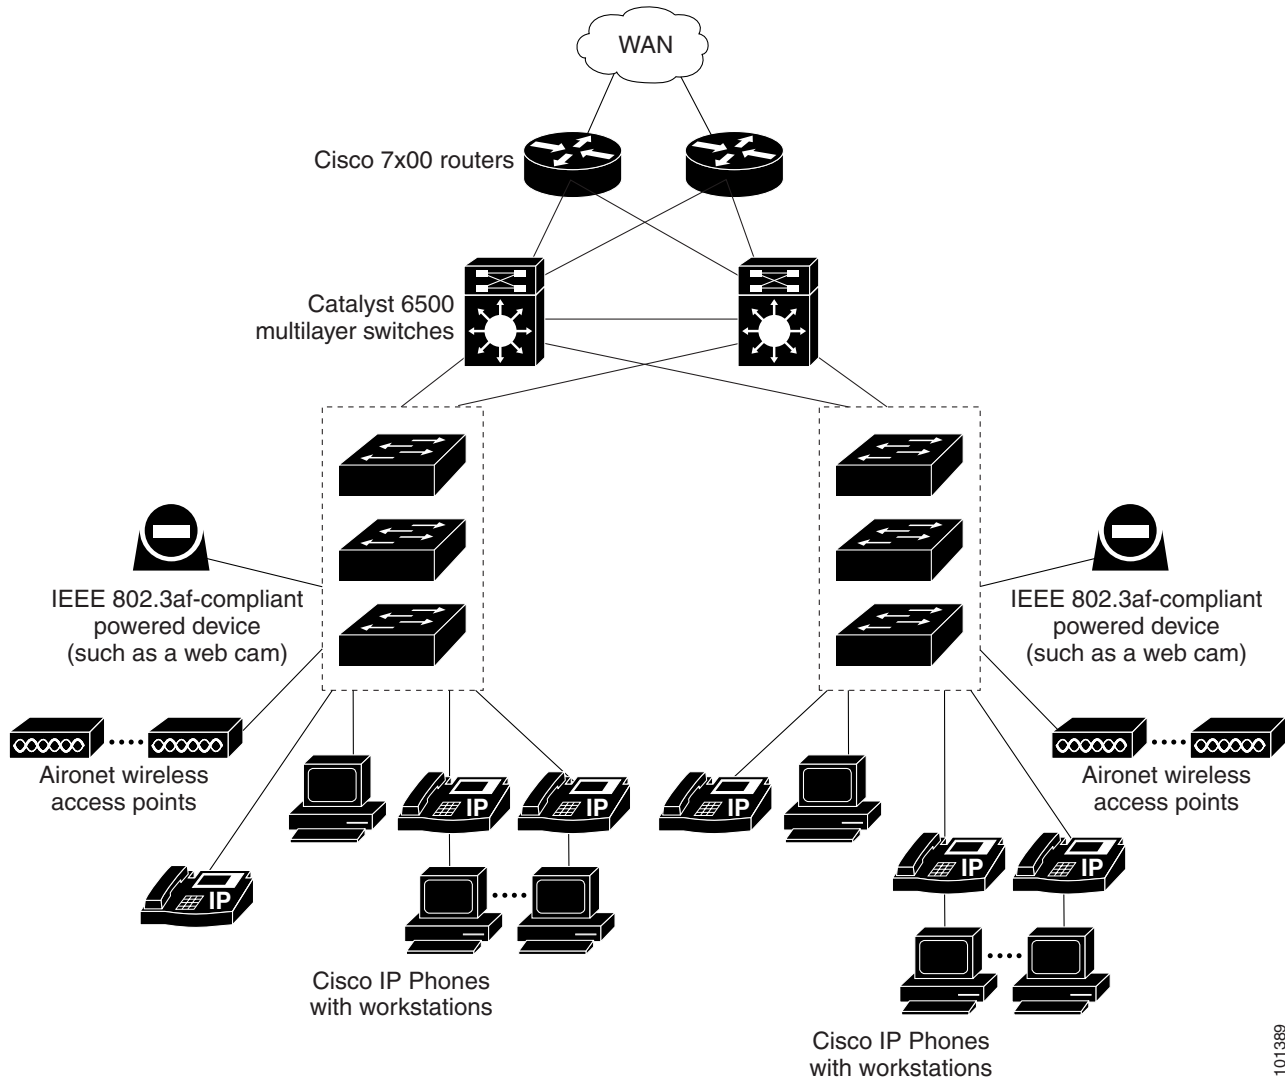 WAN
Cisco 7x00 routers
Catalyst 6500
multilayer switches
IEEE 802.3af-compliant
powered device
(such as a web cam)
IEEE 802.3af-compliant
powered device
(such as a web cam)
Aironet wireless
access points
Aironet wireless
access points
IP
IP
IP
IP
IP
IP
Cisco IP Phones
with workstations
Cisco IP Phones
with workstations
101389